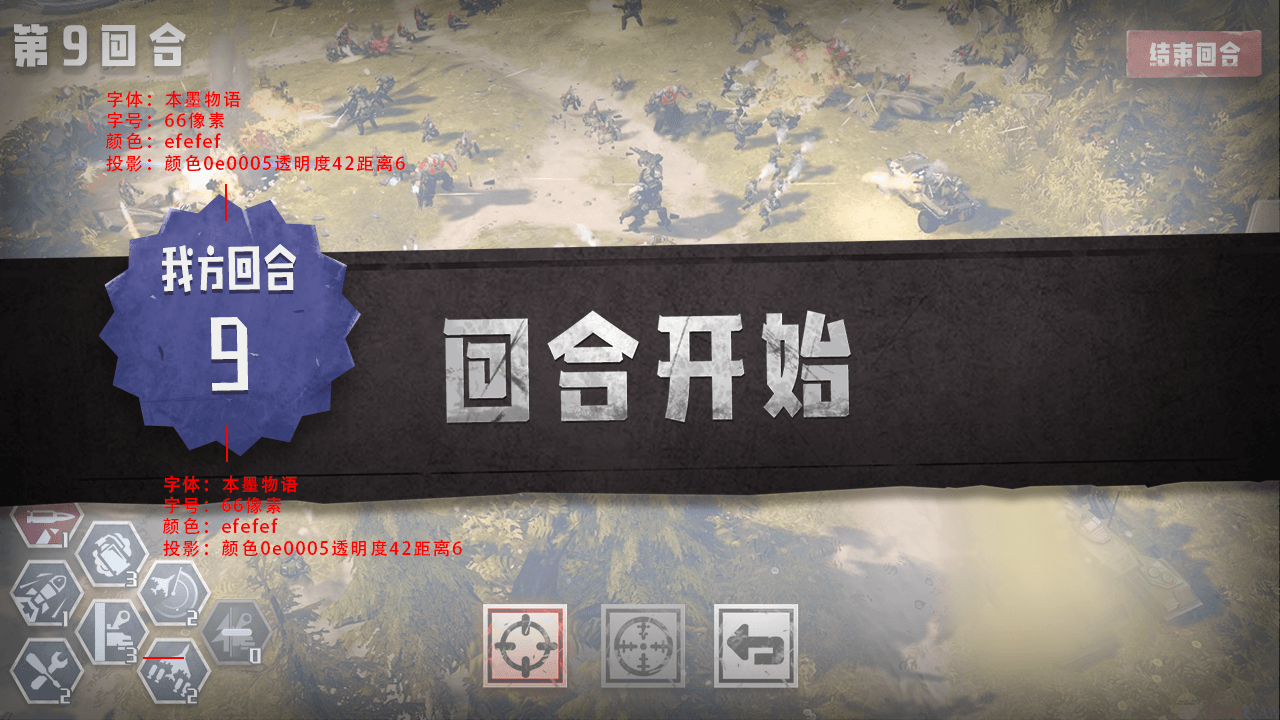 第9回合
结束回合
字体：本墨物语
字号：66像素
颜色：efefef
投影：颜色0e0005透明度42距离6
我方回合
9
回合开始
字体：本墨物语
字号：66像素
颜色：efefef
投影：颜色0e0005透明度42距离6
1
3
1
2
3
0
2
2